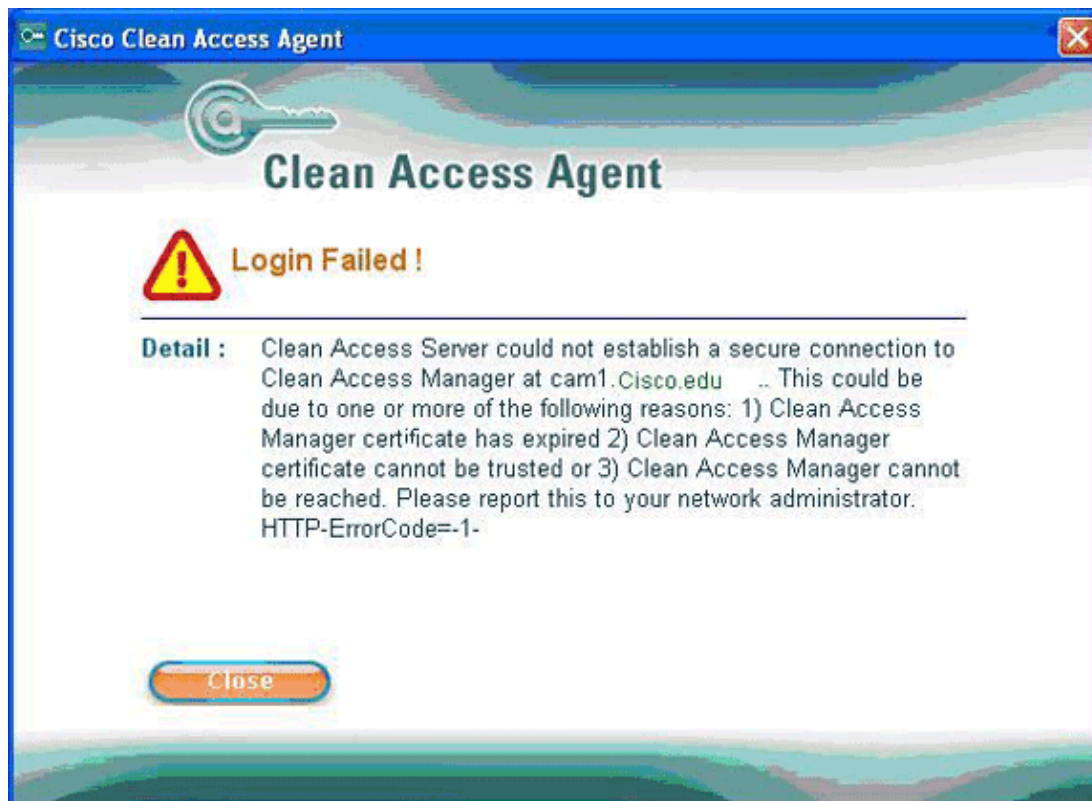 Cisco Clean Access Agent
Clean Access Agent
Login Failed !
Detail : Clean Access Server could not establish a secure connection to
Clean Access Manager at cam1.Cisco.edu .. This could be
due to one or more of the following reasons: 1) Clean Access
Manager certificate has expired 2) Clean Access Manager
certificate cannot be trusted or 3) Clean Access Manager cannot
be reached. Please report this to your network administrator.
HTTP-ErrorCode=-1-
Close